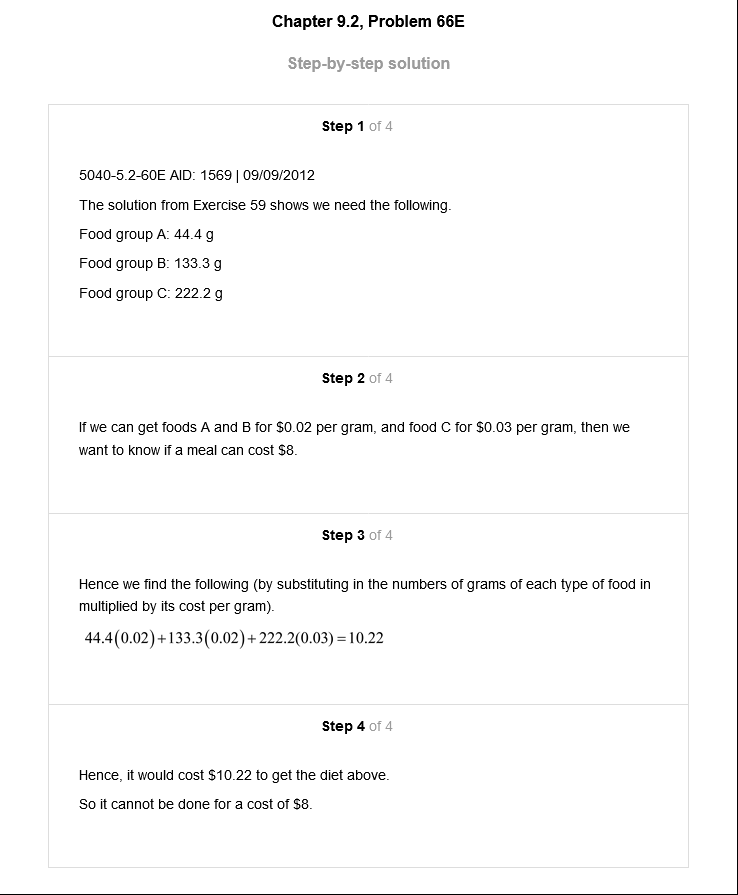 Chapter 9.2, Problem 66E
Step-by-step solution
Step 1 of 4
5040-5.2-60E AID: 1569 | 09/09/2012
The solution from Exercise 59 shows we need the following.
Food group A: 44.4 g
Food group B: 133.3 g
Food group C: 222.2 g
Step 2 of 4
If we can get foods A and B for $0.02 per gram, and food C for $0.03 per gram, then we
want to know if a meal can cost $8.
Step 3 of 4
Hence we find the following (by substituting in the numbers of grams of each type of food in
multiplied by its cost per gram).
44.4(0.02)+133.3(0.02)+222.2(0.03)=10.22
Step 4 of 4
Hence, it would cost $10.22 to get the diet above.
So it cannot be done for a cost of $8.